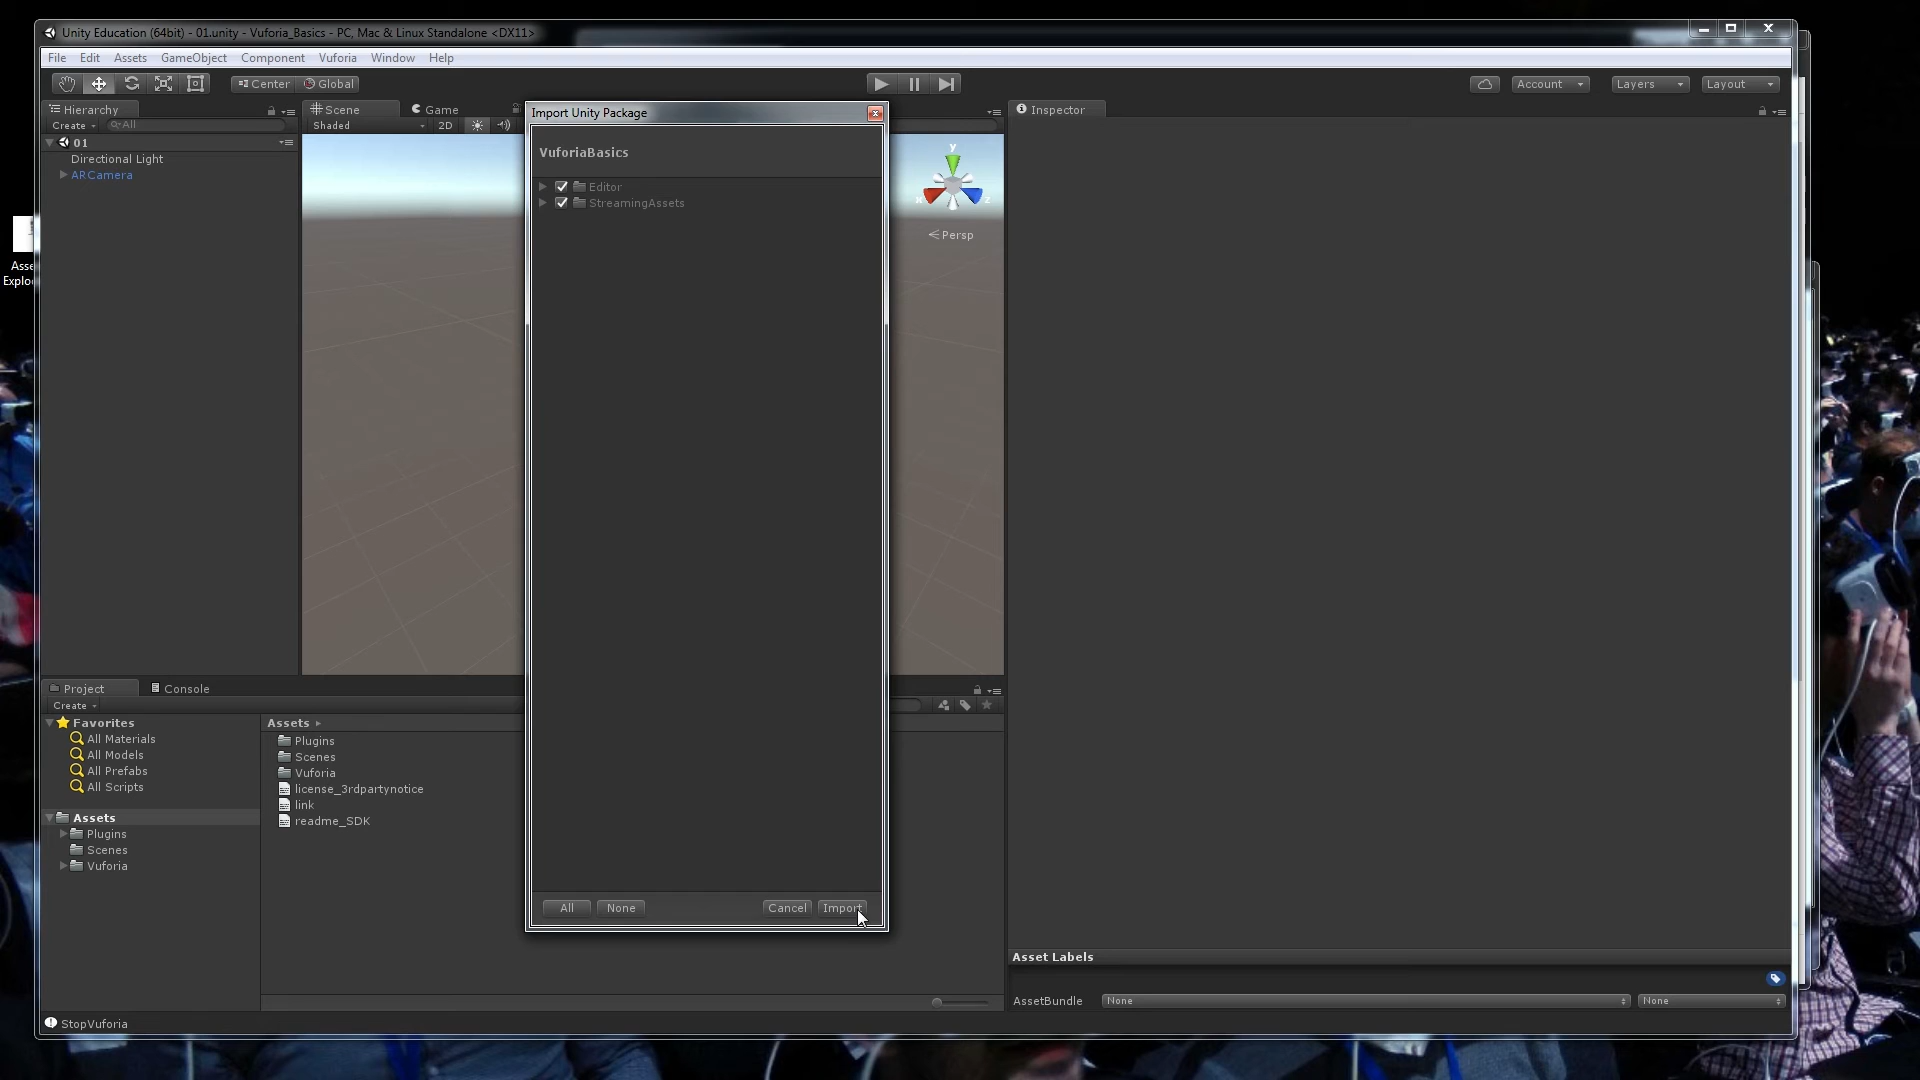 Unity Education (64bit) - 01.unity - Vuforia_Basics - PC, Mac & Linux Standalone <DX11>
File Edit Assets GameObject Component Vuforia Window Help
Center Global
Account Layers Layout
Hierarchy
Create All
01
Directional Light
ARCamera
Scene Game
Shaded 2D
Import Unity Package
VuforiaBasics
Editor
StreamingAssets
All None Cancel Import
y
x z
Persp
Inspector
Project Console
Create
Favorites
All Materials
All Models
All Prefabs
All Scripts
Assets
Plugins
Scenes
Vuforia
Assets
Plugins
Scenes
Vuforia
license_3rdpartynotice
link
readme_SDK
Asset Labels
AssetBundle None None
StopVuforia